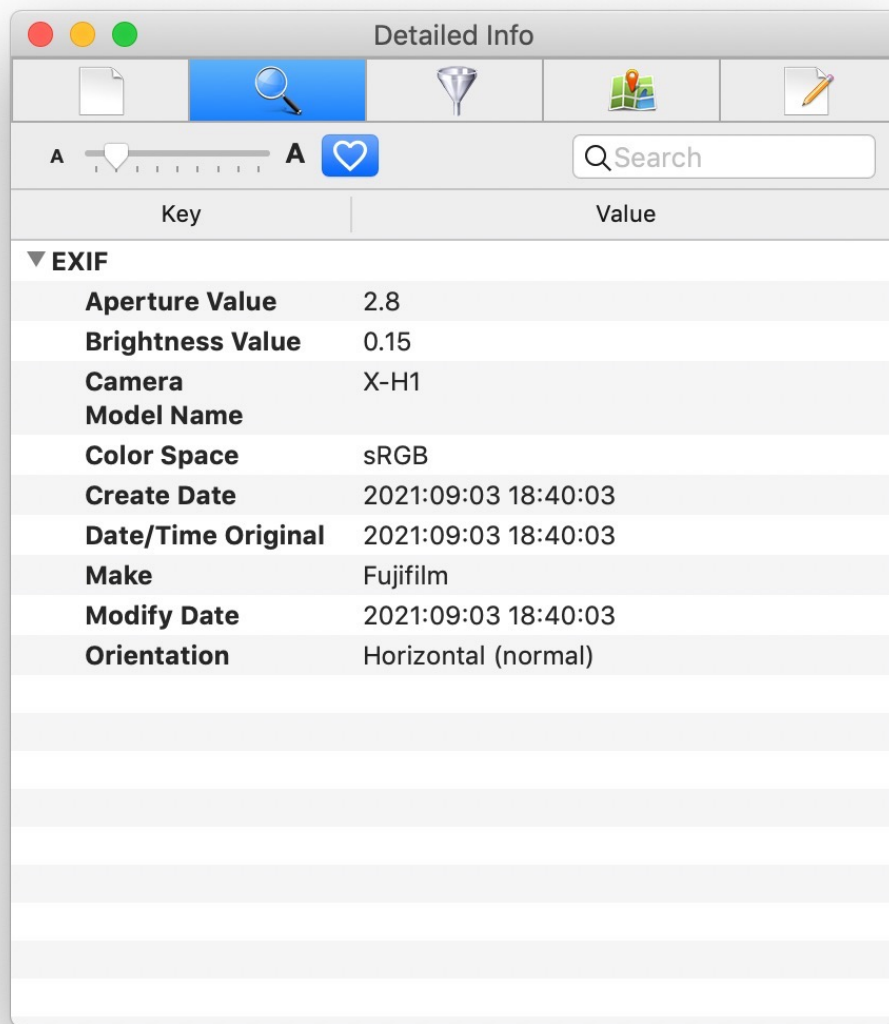 Detailed Info
A A Search
Key Value
EXIF
Aperture Value 2.8
Brightness Value 0.15
Camera X-H1
Model Name
Color Space sRGB
Create Date 2021:09:03 18:40:03
Date/Time Original 2021:09:03 18:40:03
Make Fujifilm
Modify Date 2021:09:03 18:40:03
Orientation Horizontal (normal)